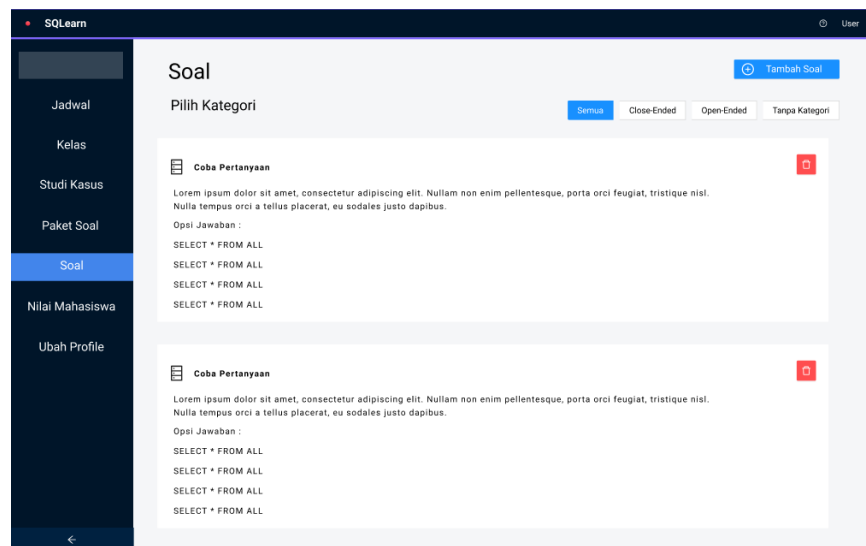 SQLearn
User
Jadwal
Kelas
Studi Kasus
Paket Soal
Soal
Nilai Mahasiswa
Ubah Profile
Soal
Tambah Soal
Pilih Kategori
Semua
Close-Ended
Open-Ended
Tanpa Kategori
Coba Pertanyaan
Lorem ipsum dolor sit amet, consectetur adipiscing elit. Nullam non enim pellentesque, porta orci feugiat, tristique nisl.
Nulla tempus orci a tellus placerat, eu sodales justo dapibus.
Opsi Jawaban :
SELECT * FROM ALL
SELECT * FROM ALL
SELECT * FROM ALL
SELECT * FROM ALL
Coba Pertanyaan
Lorem ipsum dolor sit amet, consectetur adipiscing elit. Nullam non enim pellentesque, porta orci feugiat, tristique nisl.
Nulla tempus orci a tellus placerat, eu sodales justo dapibus.
Opsi Jawaban :
SELECT * FROM ALL
SELECT * FROM ALL
SELECT * FROM ALL
SELECT * FROM ALL